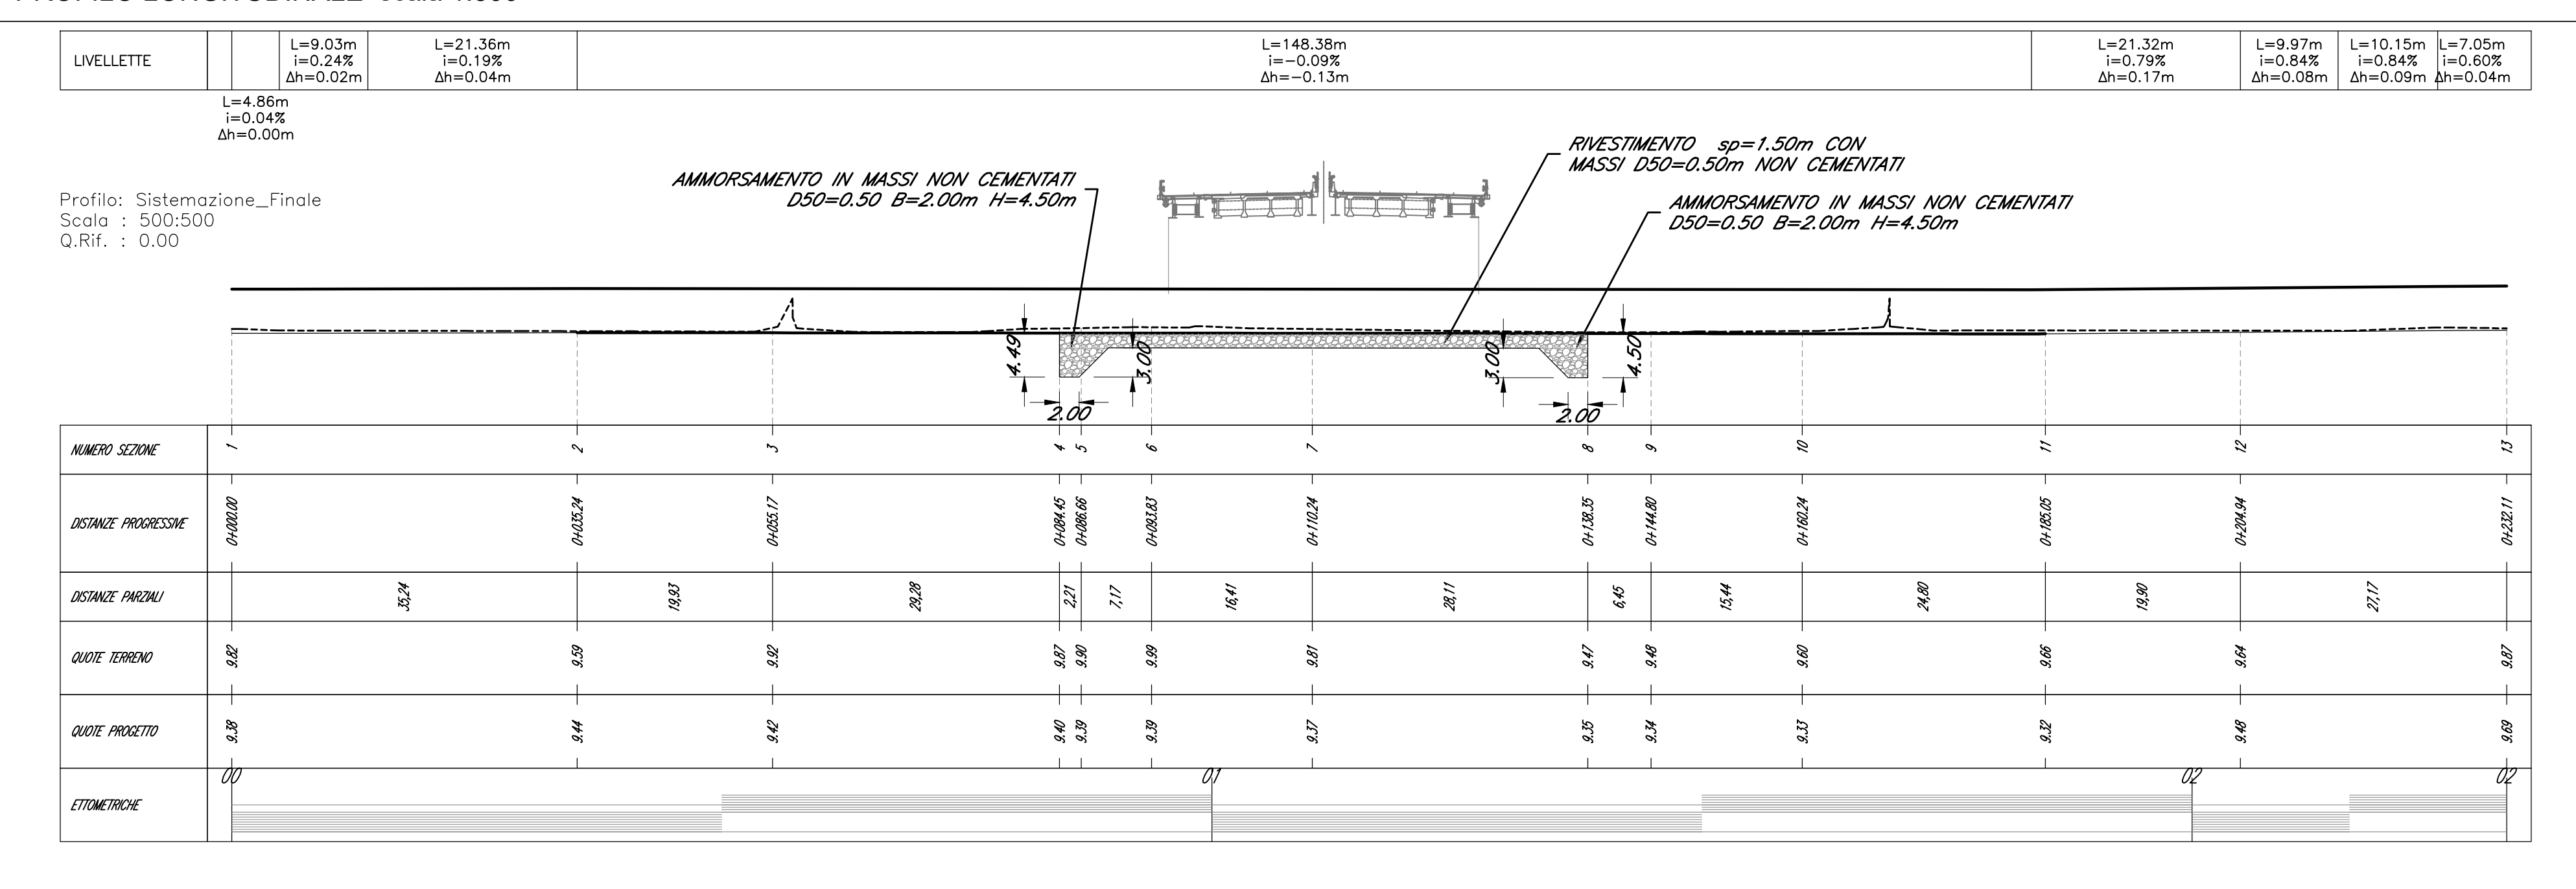 LIVELLETTE
L=9.03m
i=0.24%
Δh=0.02m
L=21.36m
i=0.19%
Δh=0.04m
L=148.38m
i=-0.09%
Δh=-0.13m
L=21.32m
i=0.79%
Δh=0.17m
L=9.97m
i=0.84%
Δh=0.08m
L=10.15m
i=0.84%
Δh=0.09m
L=7.05m
i=0.60%
Δh=0.04m
L=4.86m
i=0.04%
Δh=0.00m
Profilo: Sistemazione_Finale
Scala : 500:500
Q.Rif. : 0.00
AMMORSAMENTO IN MASSI NON CEMENTATI
D50=0.50 B=2.00m H=4.50m
RIVESTIMENTO sp=1.50m CON
MASSI D50=0.50m NON CEMENTATI
AMMORSAMENTO IN MASSI NON CEMENTATI
D50=0.50 B=2.00m H=4.50m
4.49
3.00
3.00
4.50
2.00
2.00
NUMERO SEZIONE
1 2 3 4 5 6 7 8 9 10 11 12 13
DISTANZE PROGRESSIVE
0+000.00 0+035.24 0+055.17 0+084.45 0+086.66 0+093.83 0+110.24 0+138.35 0+144.80 0+160.24 0+185.05 0+204.94 0+232.11
DISTANZE PARZIALI
35,24 19,93 29,28 2,21 7,17 16,41 28,11 6,45 15,44 24,80 19,90 27,17
QUOTE TERRENO
9.82 9.59 9.92 9.87 9.90 9.99 9.81 9.47 9.48 9.60 9.66 9.64 9.87
QUOTE PROGETTO
9.38 9.44 9.42 9.40 9.39 9.39 9.37 9.35 9.34 9.33 9.32 9.48 9.69
ETTOMETRICHE
00 01 02 02